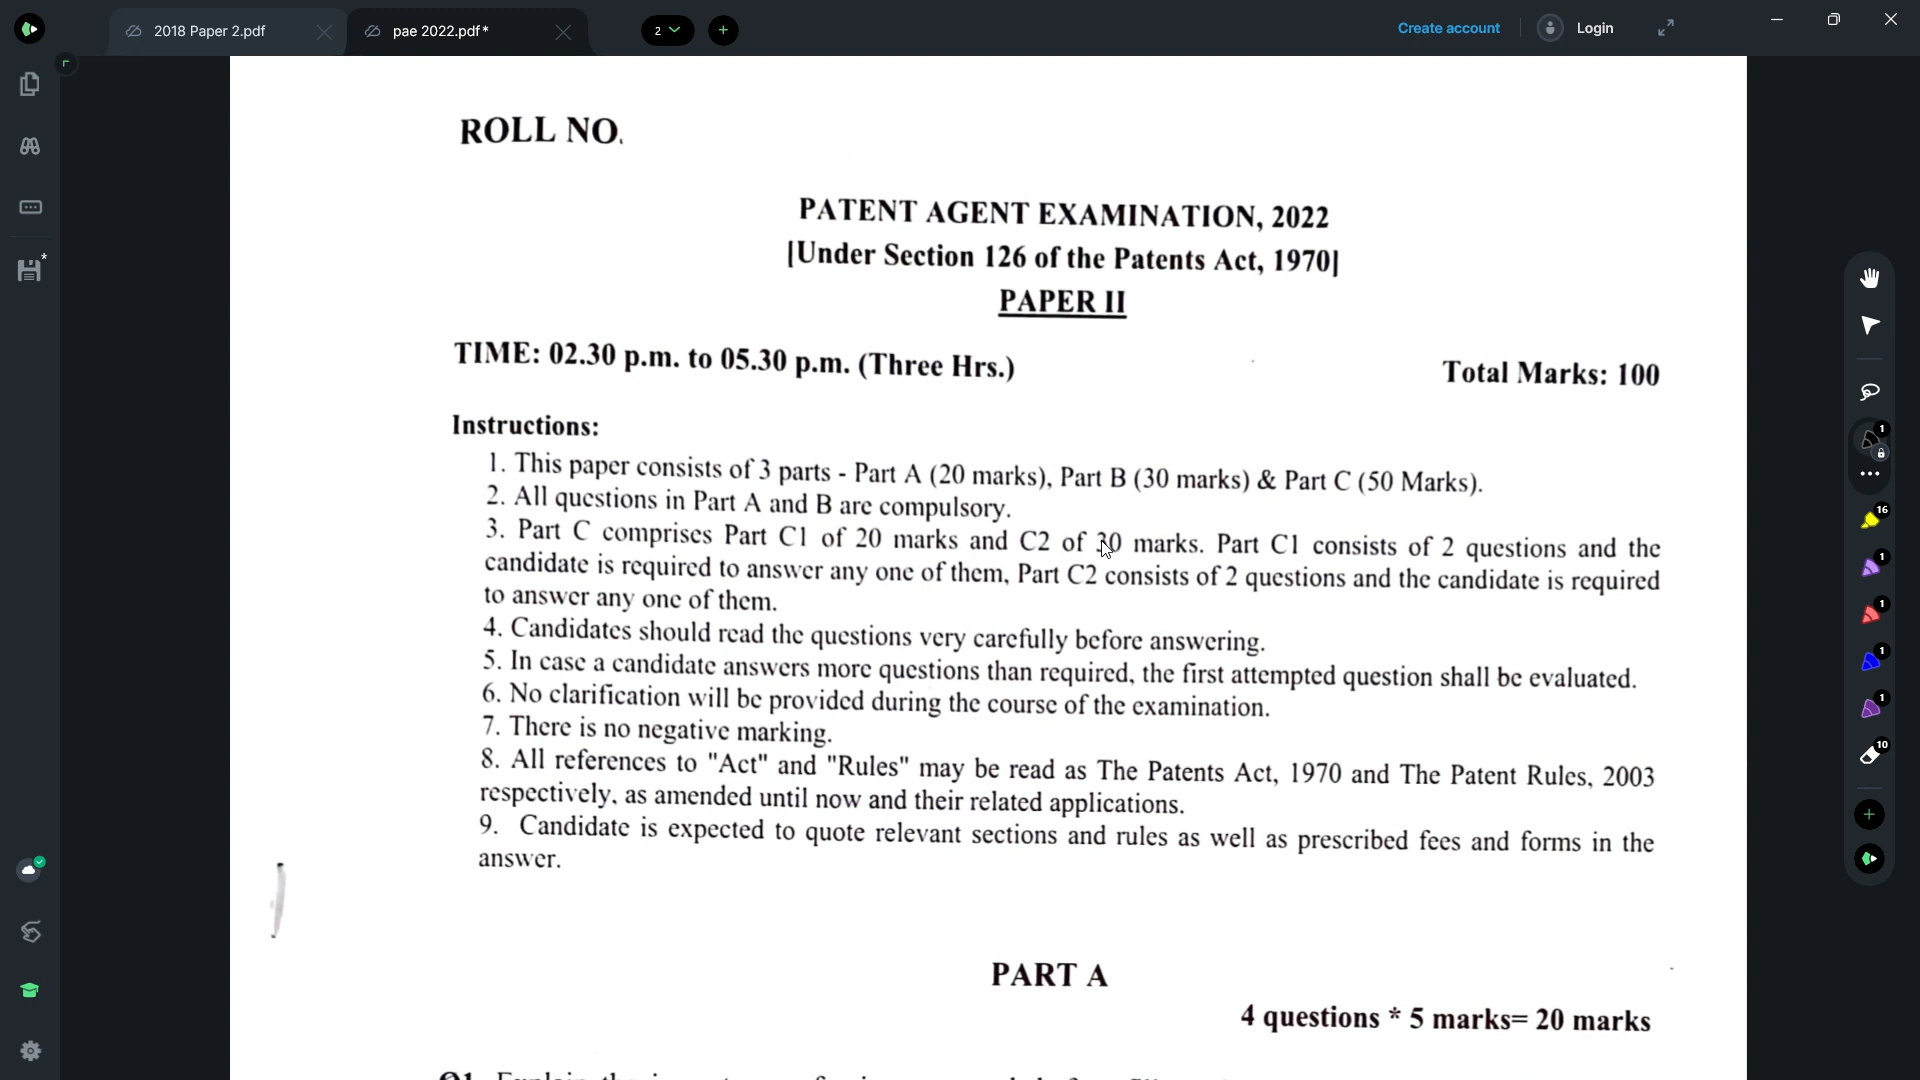 2018 Paper 2.pdf
pae 2022.pdf*
2
Create account
Login
ROLL NO.
PATENT AGENT EXAMINATION, 2022
[Under Section 126 of the Patents Act, 1970]
PAPER II
TIME: 02.30 p.m. to 05.30 p.m. (Three Hrs.)
Total Marks: 100
Instructions:
1. This paper consists of 3 parts - Part A (20 marks), Part B (30 marks) & Part C (50 Marks).
2. All questions in Part A and B are compulsory.
3. Part C comprises Part C1 of 20 marks and C2 of 30 marks. Part C1 consists of 2 questions and the
candidate is required to answer any one of them, Part C2 consists of 2 questions and the candidate is required
to answer any one of them.
4. Candidates should read the questions very carefully before answering.
5. In case a candidate answers more questions than required, the first attempted question shall be evaluated.
6. No clarification will be provided during the course of the examination.
7. There is no negative marking.
8. All references to "Act" and "Rules" may be read as The Patents Act, 1970 and The Patent Rules, 2003
respectively, as amended until now and their related applications.
9. Candidate is expected to quote relevant sections and rules as well as prescribed fees and forms in the
answer.
PART A
4 questions * 5 marks= 20 marks
1
16
1
1
1
1
10